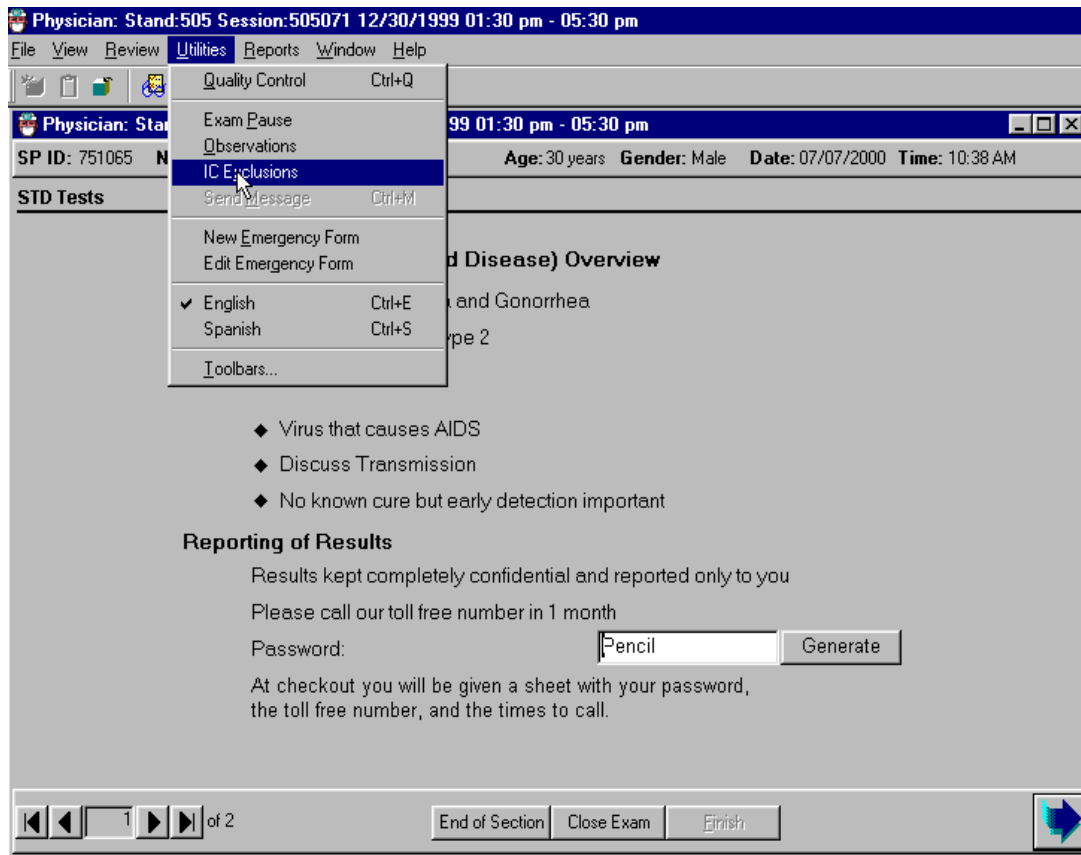 Physician: Stand:505 Session:505071 12/30/1999 01:30 pm - 05:30 pm
File View Review Utilities Reports Window Help
Quality Control Ctrl+Q
Exam Pause
Observations
IC Exclusions
Send Message Ctrl+M
New Emergency Form
Edit Emergency Form
English Ctrl+E
Spanish Ctrl+S
Toolbars...
Physician: Star 99 01:30 pm - 05:30 pm
SP ID: 751065 N Age: 30 years Gender: Male Date: 07/07/2000 Time: 10:38 AM
STD Tests
d Disease) Overview
and Gonorrhea
pe 2
Virus that causes AIDS
Discuss Transmission
No known cure but early detection important
Reporting of Results
Results kept completely confidential and reported only to you
Please call our toll free number in 1 month
Password: Pencil Generate
At checkout you will be given a sheet with your password,
the toll free number, and the times to call.
1 of 2 End of Section Close Exam Finish